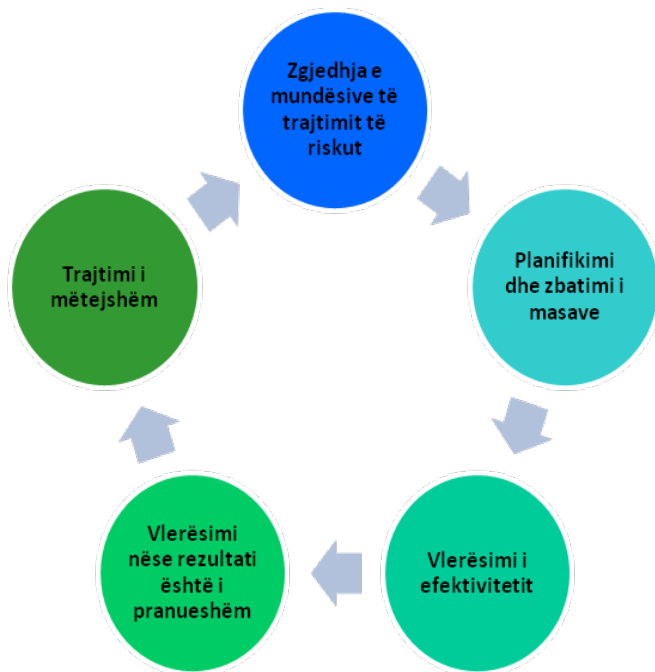 Zgjedhja e
mundësive të
trajtimit të
riskut
Planifikimi
dhe zbatimi i
masave
Vlerësimi i
efektivitetit
Vlerësimi
nëse rezultati
është i
pranueshëm
Trajtimi i
mëtejshëm